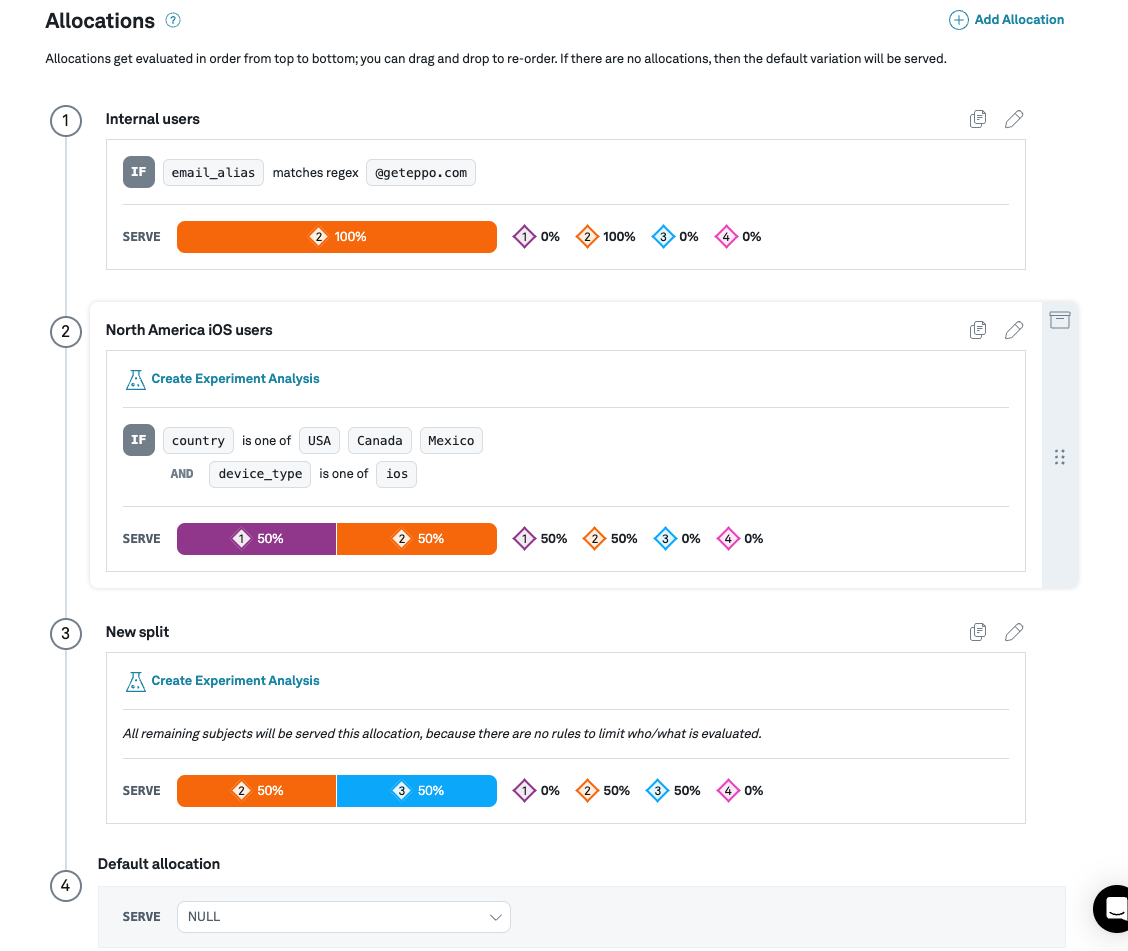 Allocations ? Add Allocation
Allocations get evaluated in order from top to bottom; you can drag and drop to re-order. If there are no allocations, then the default variation will be served.
1 Internal users
IF email_alias matches regex @geteppo.com
SERVE 2 100% 1 0% 2 100% 3 0% 4 0%
2 North America iOS users
Create Experiment Analysis
IF country is one of USA Canada Mexico
AND device_type is one of ios
SERVE 1 50% 2 50% 1 50% 2 50% 3 0% 4 0%
3 New split
Create Experiment Analysis
All remaining subjects will be served this allocation, because there are no rules to limit who/what is evaluated.
SERVE 2 50% 3 50% 1 0% 2 50% 3 50% 4 0%
Default allocation
4
SERVE NULL